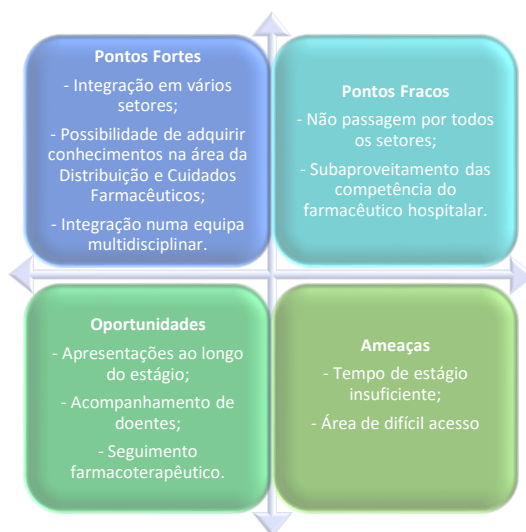 Pontos Fortes
- Integração em vários
setores;
- Possibilidade de adquirir
conhecimentos na área da
Distribuição e Cuidados
Farmacêuticos;
- Integração numa equipa
multidisciplinar.
Pontos Fracos
- Não passagem por todos
os setores;
- Subaproveitamento das
competência do
farmacêutico hospitalar.
Oportunidades
- Apresentações ao longo
do estágio;
- Acompanhamento de
doentes;
- Seguimento
farmacoterapêutico.
Ameaças
- Tempo de estágio
insuficiente;
- Área de difícil acesso